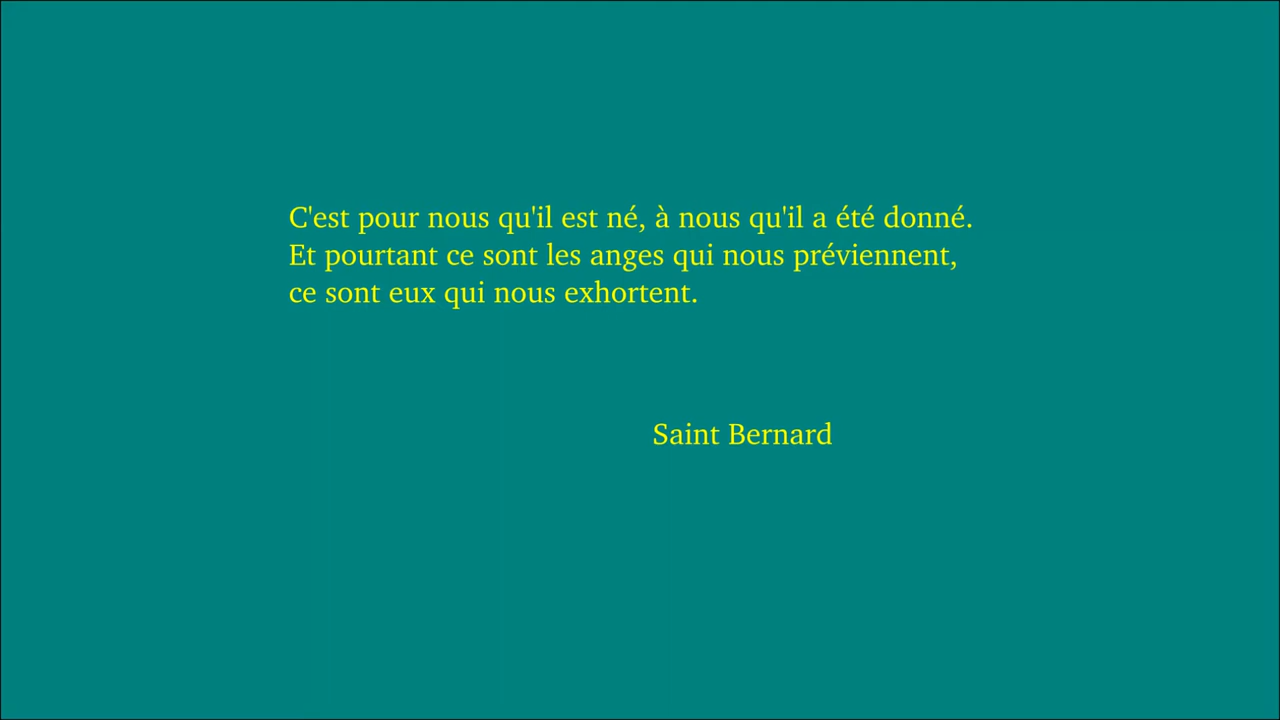 C'est pour nous qu'il est né, à nous qu'il a été donné.
Et pourtant ce sont les anges qui nous préviennent,
ce sont eux qui nous exhortent.
Saint Bernard